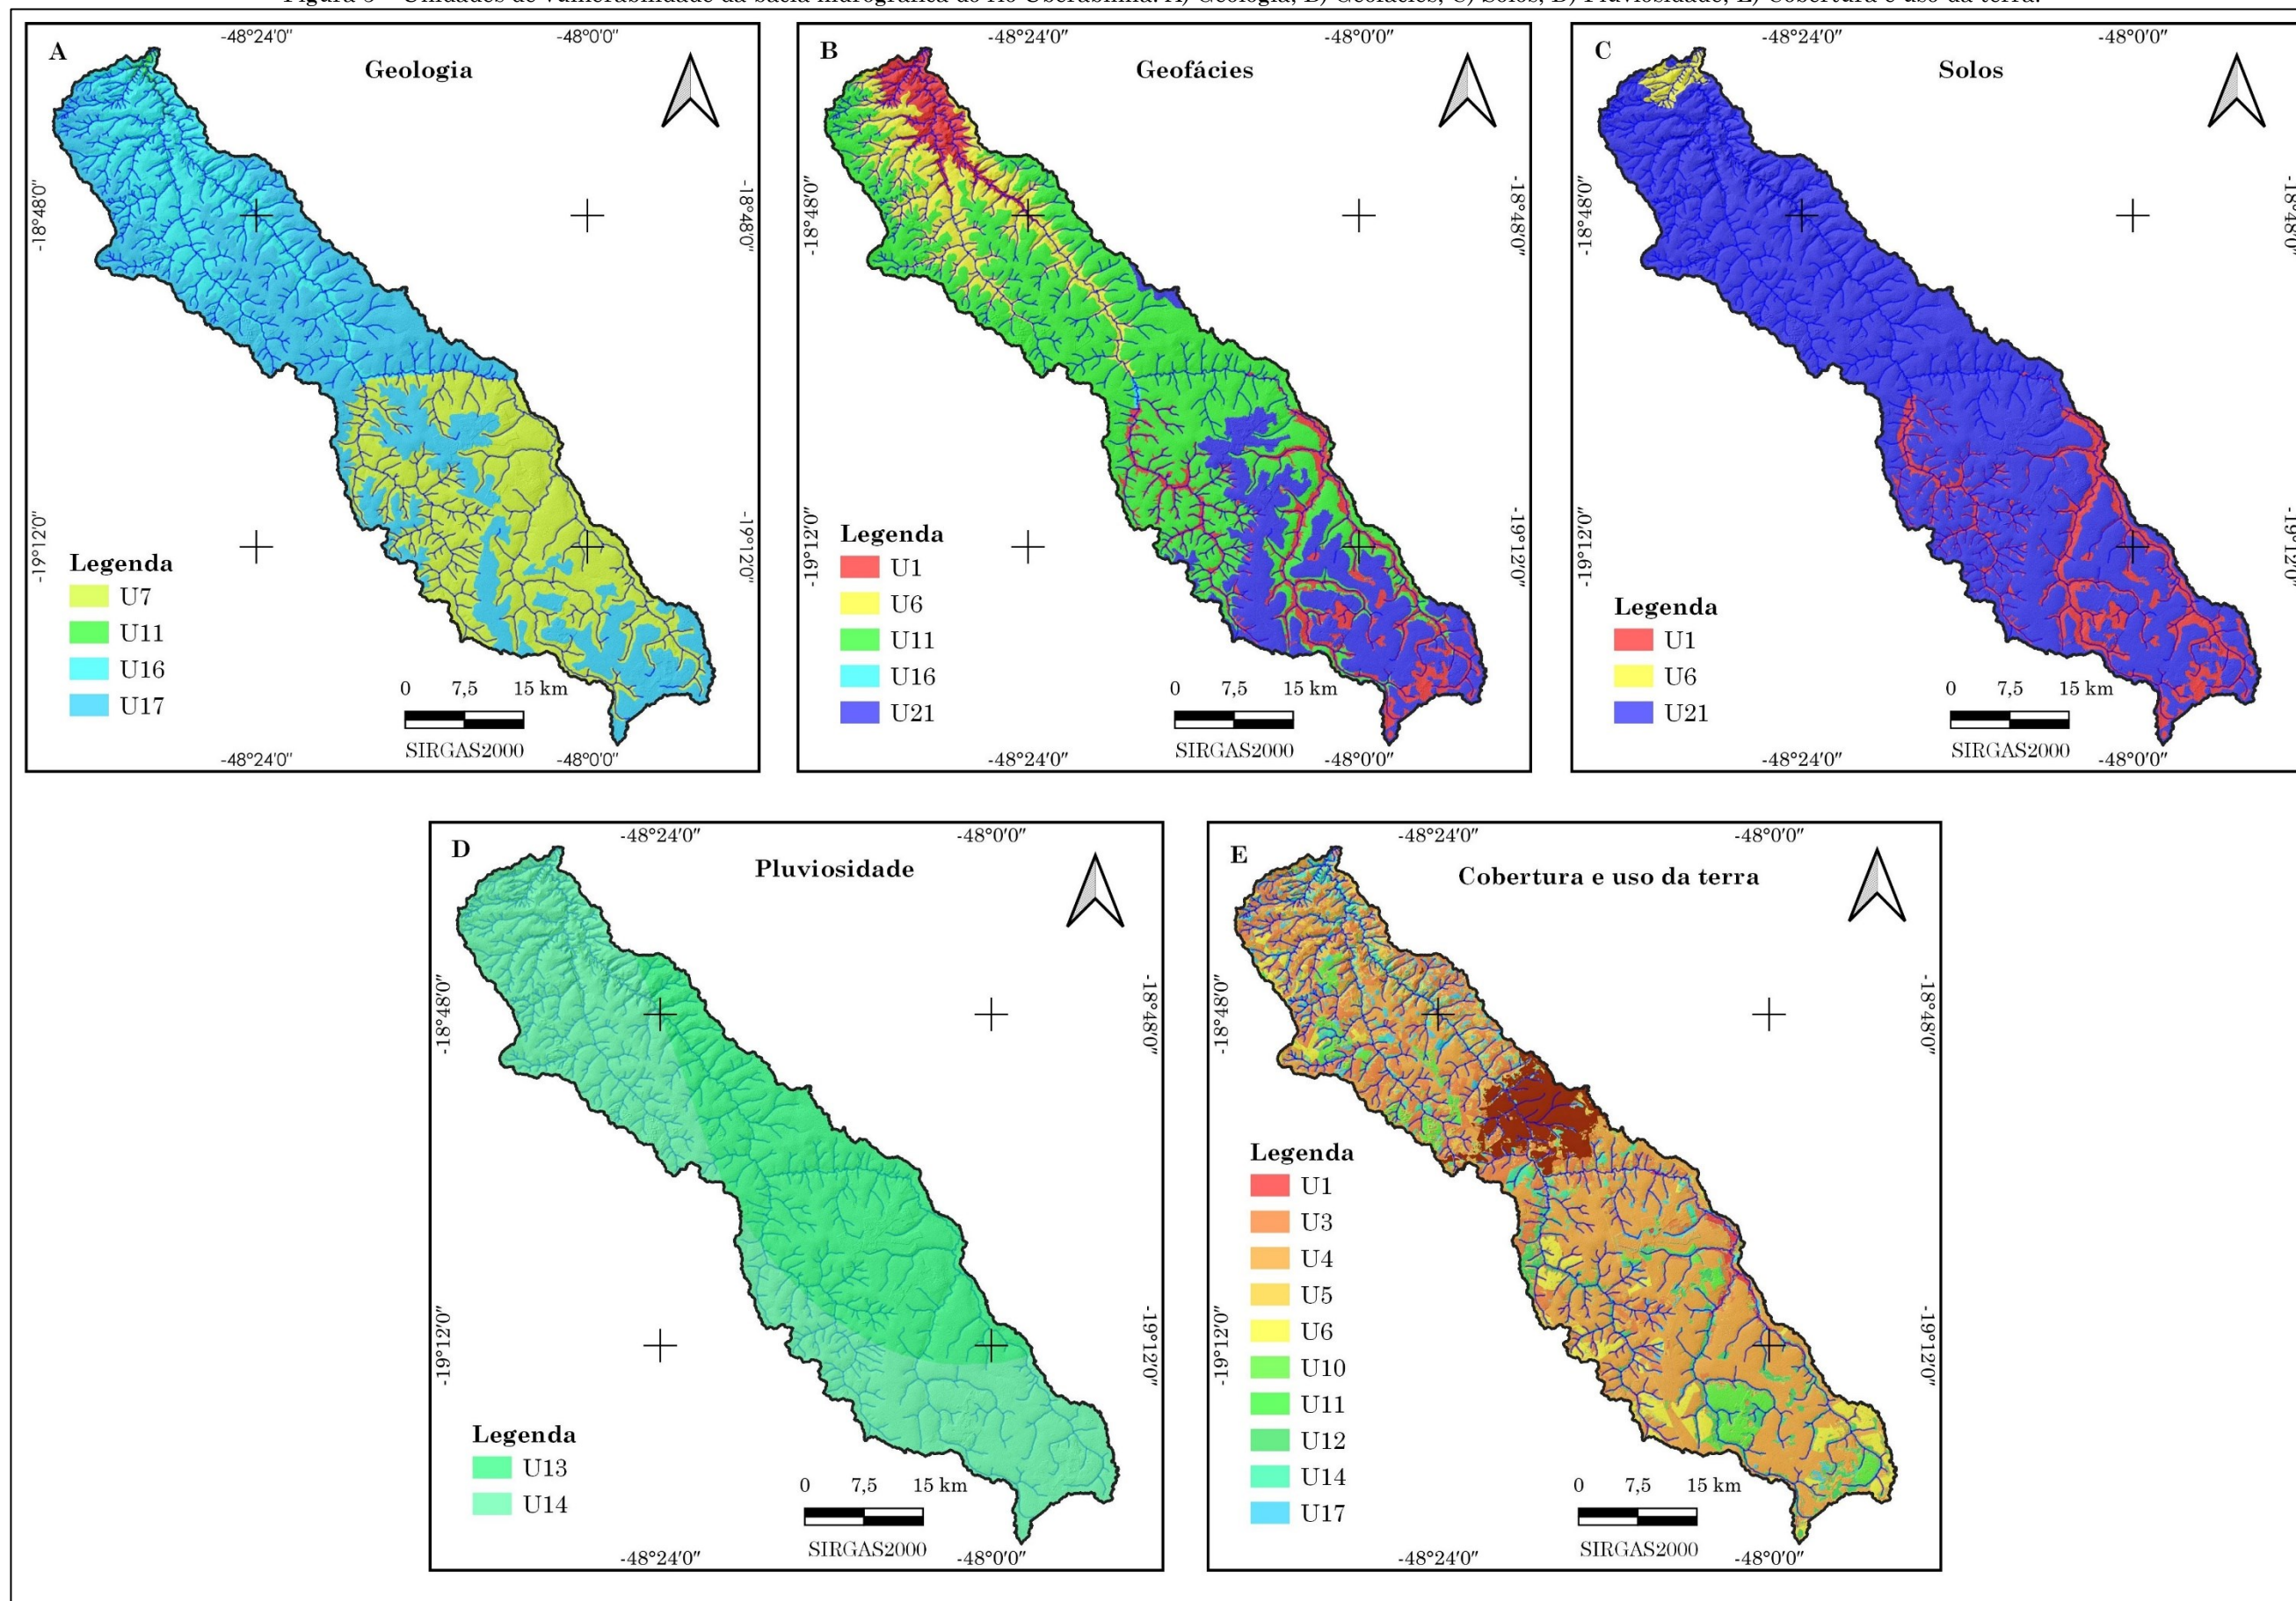 Figura 3 – Unidades de vulnerabilidade da bacia hidrográfica do rio Uberabinha. A) Geologia; B) Geofácies; C) Solos; D) Pluviosidade; E) Cobertura e uso da terra.
A
Geologia
-48°24′0″
-48°0′0″
-18°48′0″
-18°48′0″
-19°12′0″
-19°12′0″
Legenda
U7
U11
U16
U17
0 7,5 15 km
SIRGAS2000
-48°24′0″
-48°0′0″
B
Geofácies
-48°24′0″
-48°0′0″
-18°48′0″
-18°48′0″
-19°12′0″
-19°12′0″
Legenda
U1
U6
U11
U16
U21
0 7,5 15 km
SIRGAS2000
-48°24′0″
-48°0′0″
C
Solos
-48°24′0″
-48°0′0″
-18°48′0″
-18°48′0″
-19°12′0″
-19°12′0″
Legenda
U1
U6
U21
0 7,5 15 km
SIRGAS2000
-48°24′0″
-48°0′0″
D
Pluviosidade
-48°24′0″
-48°0′0″
-18°48′0″
-18°48′0″
-19°12′0″
-19°12′0″
Legenda
U13
U14
0 7,5 15 km
SIRGAS2000
-48°24′0″
-48°0′0″
E
Cobertura e uso da terra
-48°24′0″
-48°0′0″
-18°48′0″
-18°48′0″
-19°12′0″
-19°12′0″
Legenda
U1
U3
U4
U5
U6
U10
U11
U12
U14
U17
0 7,5 15 km
SIRGAS2000
-48°24′0″
-48°0′0″